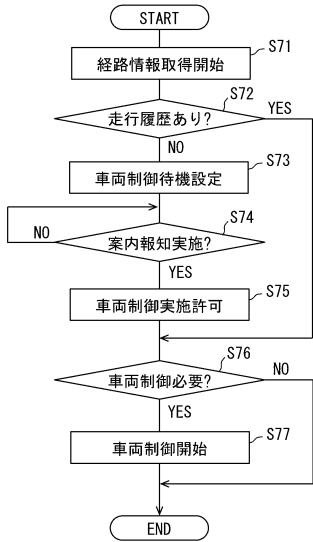 START
S71
経路情報取得開始
S72
走行履歴あり?
YES
NO
S73
車両制御待機設定
S74
案内報知実施?
NO
YES
S75
車両制御実施許可
S76
車両制御必要?
NO
YES
S77
車両制御開始
END